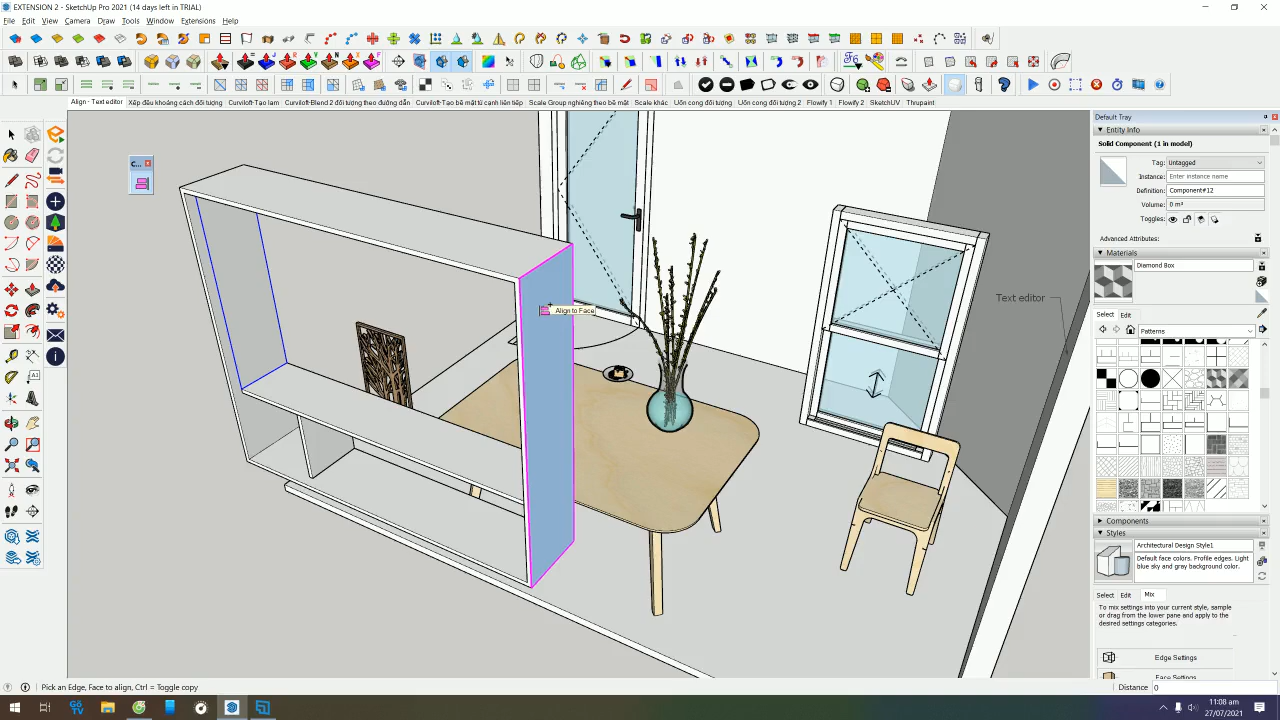 EXTENSION 2 - SketchUp Pro 2021 (14 days left in TRIAL)
File Edit View Camera Draw Tools Window Extensions Help
Align - Text editor
Xếp đều khoảng cách đối tượng
Curviloft-Tạo lam
Curviloft-Blend 2 đối tượng theo đường dẫn
Curviloft-Tạo bề mặt từ cạnh liên tiếp
Scale Group nghiêng theo bề mặt
Scale khác
Uốn cong đối tượng
Uốn cong đối tượng 2
Flowify 1
Flowify 2
SketchUV
Thrupaint
C...
Align to Face
Text editor
Default Tray
Entity Info
Solid Component (1 in model)
Tag: Untagged
Instance: Enter instance name
Definition: Component#12
Volume: 0 m³
Toggles:
Advanced Attributes:
Materials
Diamond Box
Select Edit
Patterns
Components
Styles
Architectural Design Style1
Default face colors. Profile edges. Light
blue sky and gray background color.
Select Edit Mix
To mix settings into your current style, sample
or drag from the lower pane and apply to the
desired settings categories.
Edge Settings
Face Settings
Pick an Edge, Face to align, Ctrl = Toggle copy
Distance 0
11:08 am
27/07/2021